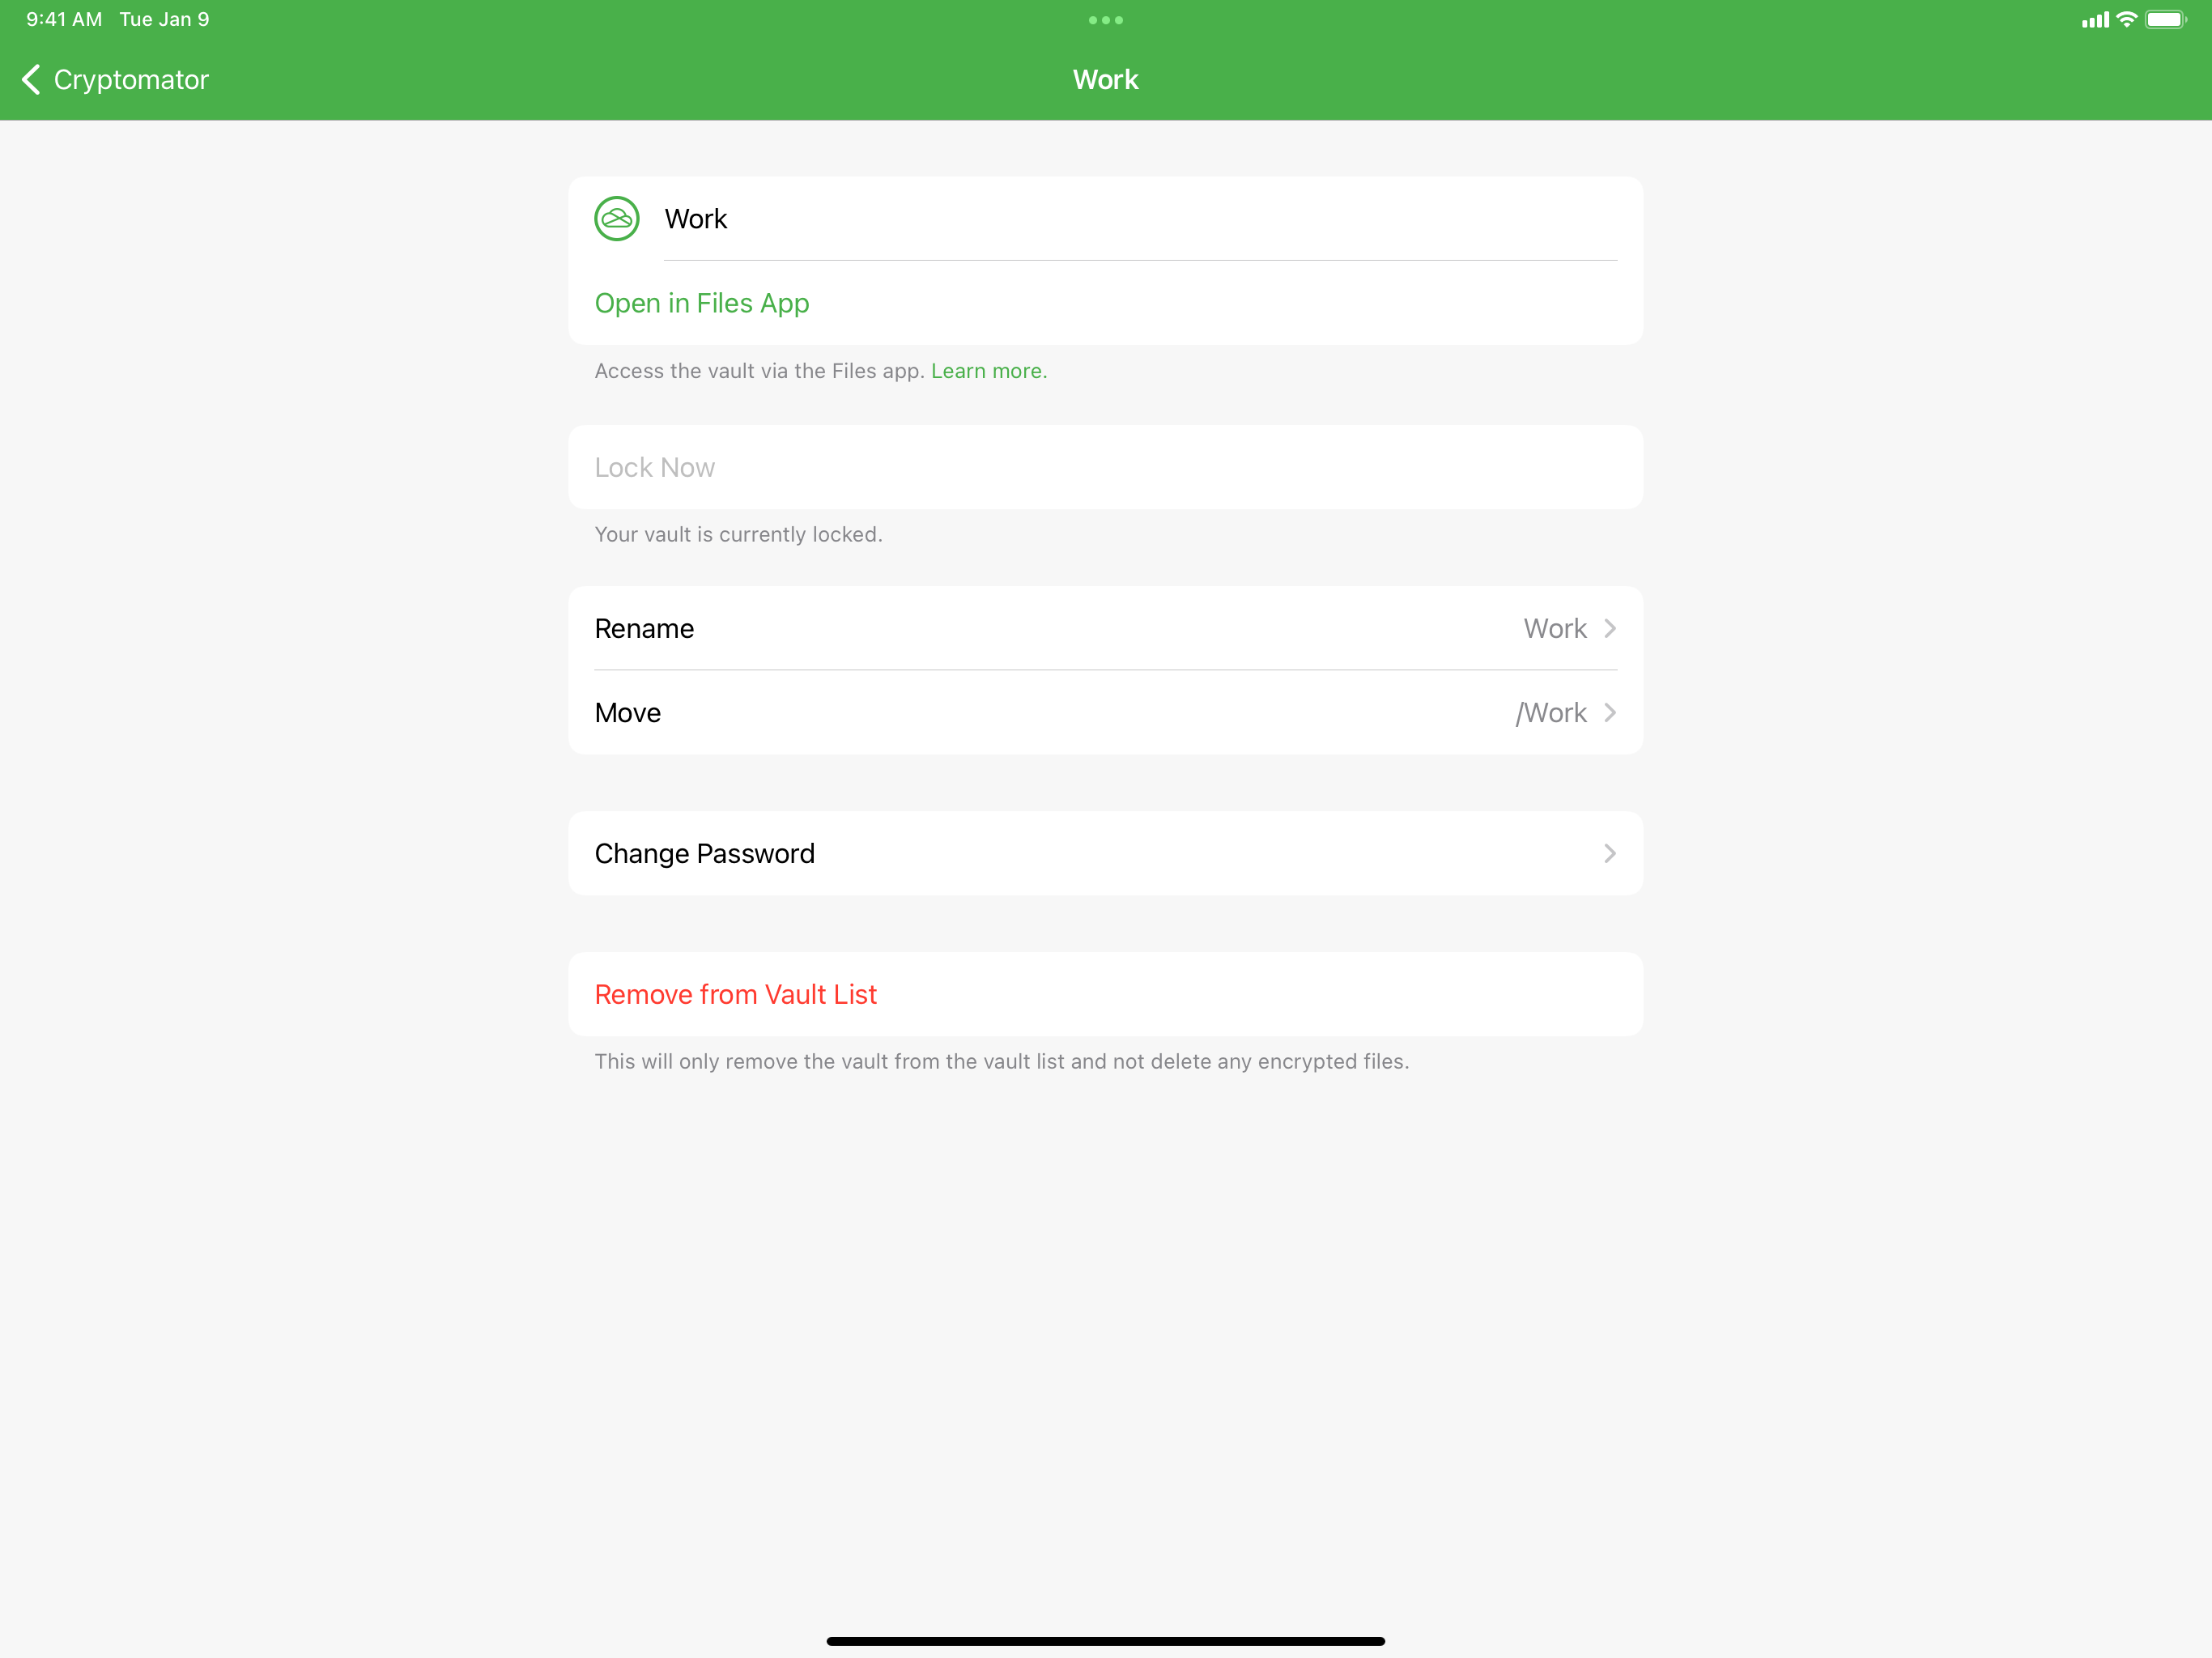 9:41 AM Tue Jan 9
Cryptomator
Work
Work
Open in Files App
Access the vault via the Files app. Learn more.
Lock Now
Your vault is currently locked.
Rename Work
Move /Work
Change Password
Remove from Vault List
This will only remove the vault from the vault list and not delete any encrypted files.